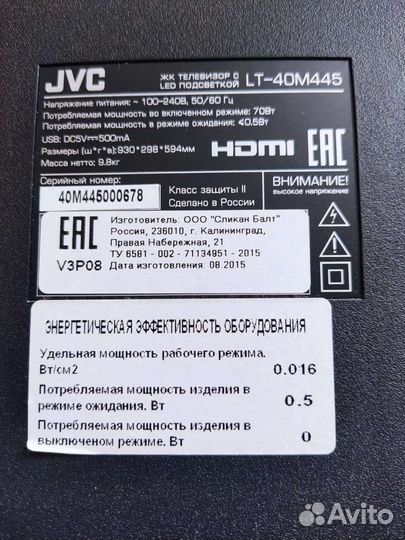 JVC
ЖК ТЕЛЕВИЗОР С
LED ПОДСВЕТКОЙ
LT-40M445
Напряжение питания: ~ 100-240В, 50/60 Гц
Потребляемая мощность во включенном режиме: 70Вт
Потребляемая мощность в режиме ожидания: <0.5Вт
USB: DC5V⎓500mA
Размеры (ш*г*в):930*298*594мм
Масса нетто: 9.8кг
HDMI EAC
Серийный номер:
40M445000678
Класс защиты II
Сделано в России
ВНИМАНИЕ!
высокое напряжение
EAC
V3P08
Изготовитель: ООО "Сликан Балт"
Россия, 236010, г. Калининград,
Правая Набережная, 21
ТУ 6581 - 002 - 71134951 - 2015
Дата изготовления: 08.2015
ЭНЕРГЕТИЧЕСКАЯ ЭФФЕКТИВНОСТЬ ОБОРУДОВАНИЯ
Удельная мощность рабочего режима.
Вт/см2 0.016
Потребляемая мощность изделия в
режиме ожидания. Вт 0.5
Потребляемая мощность изделия в
выключеном режиме. Вт 0
Avito